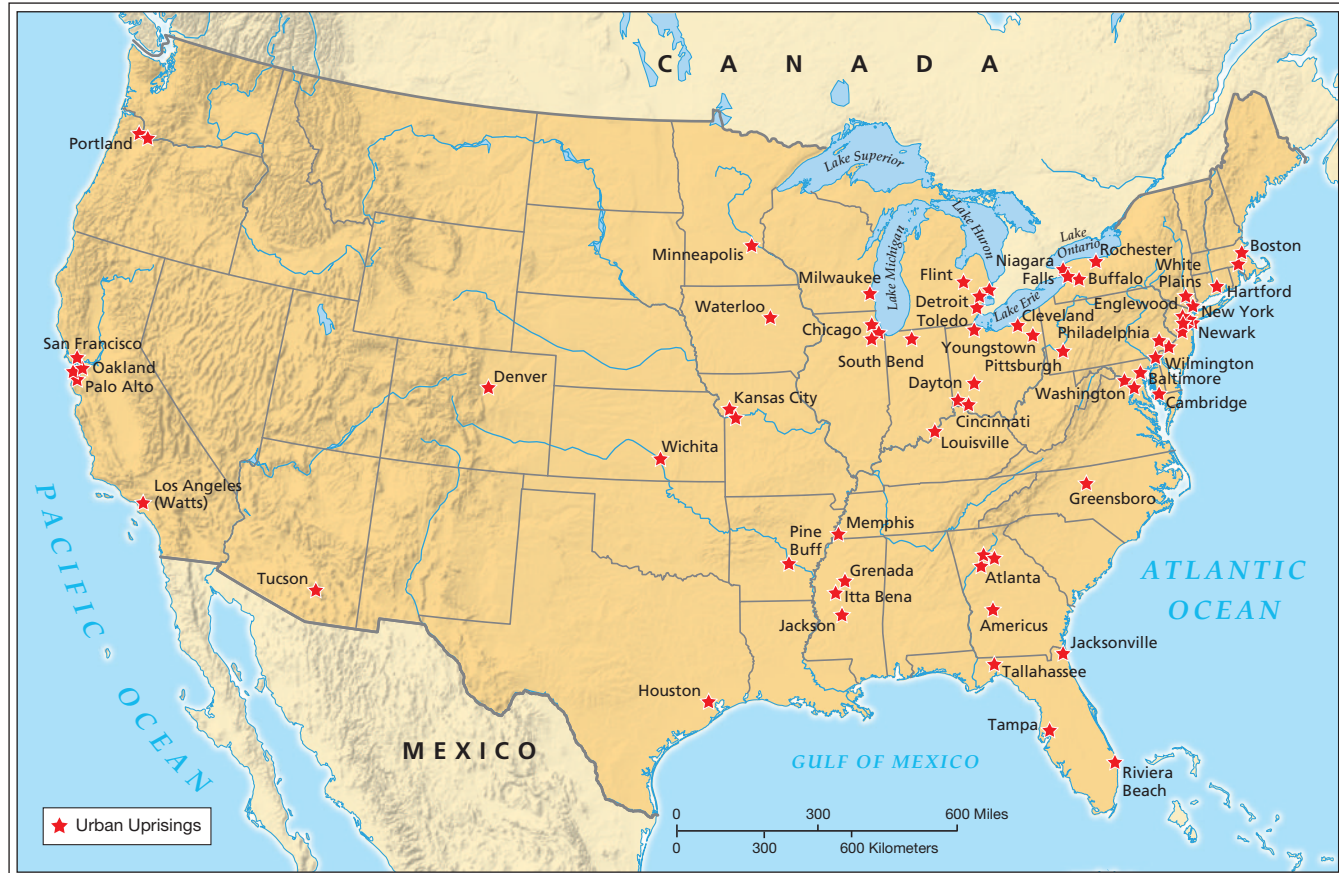 CANADA
Portland
Lake Superior
Minneapolis
Milwaukee
Lake Michigan
Lake Huron
Flint
Lake
Ontario
Niagara
Falls
Rochester
Buffalo
White
Plains
Boston
Hartford
Waterloo
Detroit
Toledo
Lake Erie
Cleveland
Englewood
New York
Newark
Philadelphia
Chicago
South Bend
Youngstown
Pittsburgh
Wilmington
Baltimore
Washington
Cambridge
San Francisco
Oakland
Palo Alto
Denver
Kansas City
Dayton
Cincinnati
Louisville
Wichita
Los Angeles
(Watts)
Greensboro
Memphis
Pine
Buff
Tucson
Grenada
Itta Bena
Jackson
Atlanta
Americus
Jacksonville
Tallahassee
Houston
Tampa
Riviera
Beach
PACIFIC
OCEAN
ATLANTIC
OCEAN
MEXICO
GULF OF MEXICO
Urban Uprisings
0 300 600 Miles
0 300 600 Kilometers